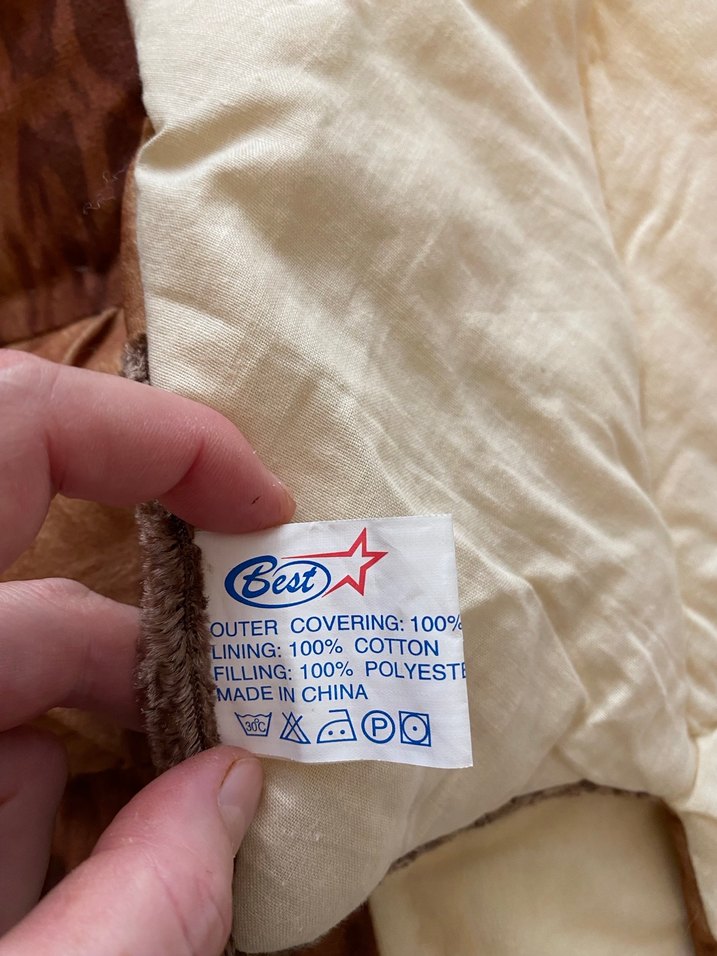 Best
OUTER COVERING: 100%
LINING: 100% COTTON
FILLING: 100% POLYESTE
MADE IN CHINA
30°C P